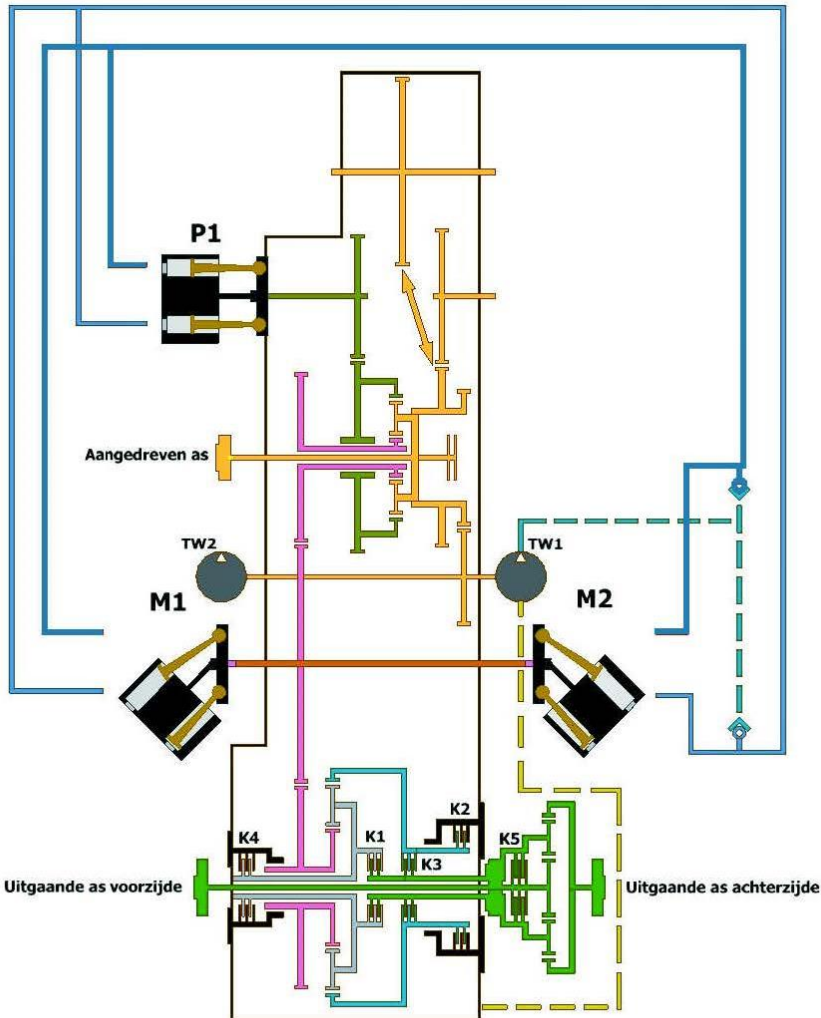 P1
Aangedreven as
TW2
TW1
M1
M2
K4
K1
K2
K3
K5
Uitgaande as voorzijde
Uitgaande as achterzijde